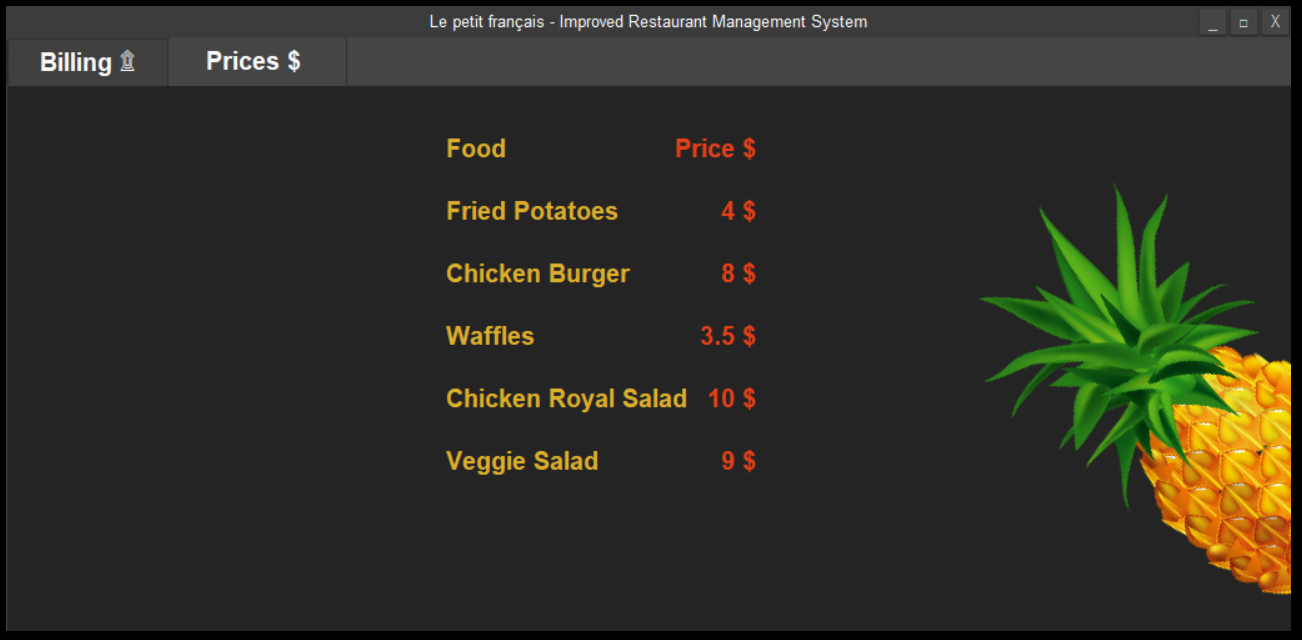 Le petit français - Improved Restaurant Management System _ □ X
Billing Prices $
Food Price $
Fried Potatoes 4 $
Chicken Burger 8 $
Waffles 3.5 $
Chicken Royal Salad 10 $
Veggie Salad 9 $